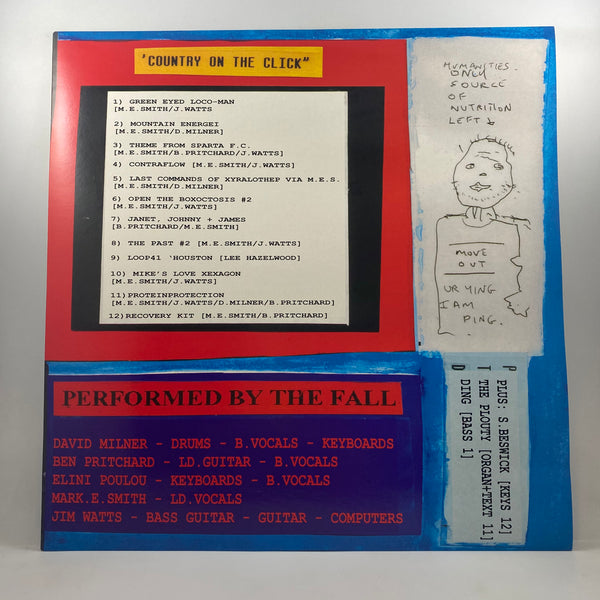 'COUNTRY ON THE CLICK"
1) GREEN EYED LOCO-MAN
[M.E.SMITH/J.WATTS
2) MOUNTAIN ENERGEI
[M.E.SMITH/D.MILNER]
3) THEME FROM SPARTA F.C.
[M.E.SMITH/B.PRITCHARD/J.WATTS]
4) CONTRAFLOW [M.E.SMITH/J.WATTS]
5) LAST COMMANDS OF XYRALOTHEP VIA M.E.S.
[M.E.SMITH/D.MILNER]
6) OPEN THE BOXOCTOSIS #2
[M.E.SMITH/J.WATTS]
7) JANET, JOHNNY + JAMES
[B.PRITCHARD/M.E.SMITH]
8) THE PAST #2 [M.E.SMITH/J.WATTS]
9) LOOP41 'HOUSTON [LEE HAZELWOOD]
10) MIKE'S LOVE XEXAGON
[M.E.SMITH/J.WATTS]
11)PROTEINPROTECTION
[M.E.SMITH/J.WATTS/D.MILNER/B.PRITCHARD]
12)RECOVERY KIT [M.E.SMITH/B.PRITCHARD]
HUMANITIES.
ONLY
SOURCE
OF
NUTRITION
LEFT
MOVE
OUT
UR YING
I AM
PING.
PERFORMED BY THE FALL
DAVID MILNER - DRUMS - B.VOCALS - KEYBOARDS
BEN PRITCHARD - LD.GUITAR - B.VOCALS
ELINI POULOU - KEYBOARDS - B.VOCALS
MARK.E.SMITH - LD.VOCALS
JIM WATTS - BASS GUITAR - GUITAR - COMPUTERS
PLUS: S.BESWICK [KEYS 12]
THE PLOUTY [ORGAN+TEXT 11]
DING [BASS 1]
P T D